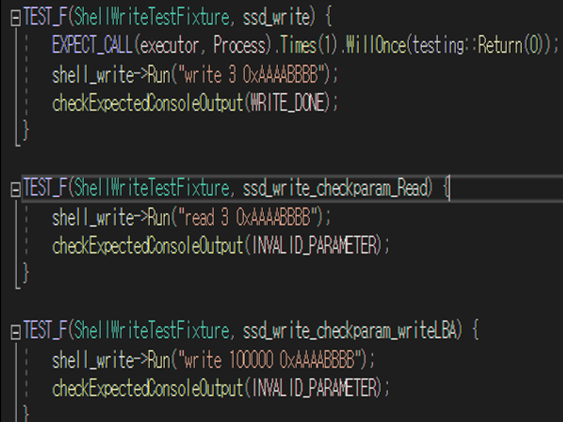 TEST_F(ShellWriteTestFixture, ssd_write) {
EXPECT_CALL(executor, Process).Times(1).WillOnce(testing::Return(0));
shell_write->Run("write 3 0xAAAABBBB");
checkExpectedConsoleOutput(WRITE_DONE);
}
TEST_F(ShellWriteTestFixture, ssd_write_checkparam_Read) {
shell_write->Run("read 3 0xAAAABBBB");
checkExpectedConsoleOutput(INVALID_PARAMETER);
}
TEST_F(ShellWriteTestFixture, ssd_write_checkparam_writeLBA) {
shell_write->Run("write 100000 0xAAAABBBB");
checkExpectedConsoleOutput(INVALID_PARAMETER);
}